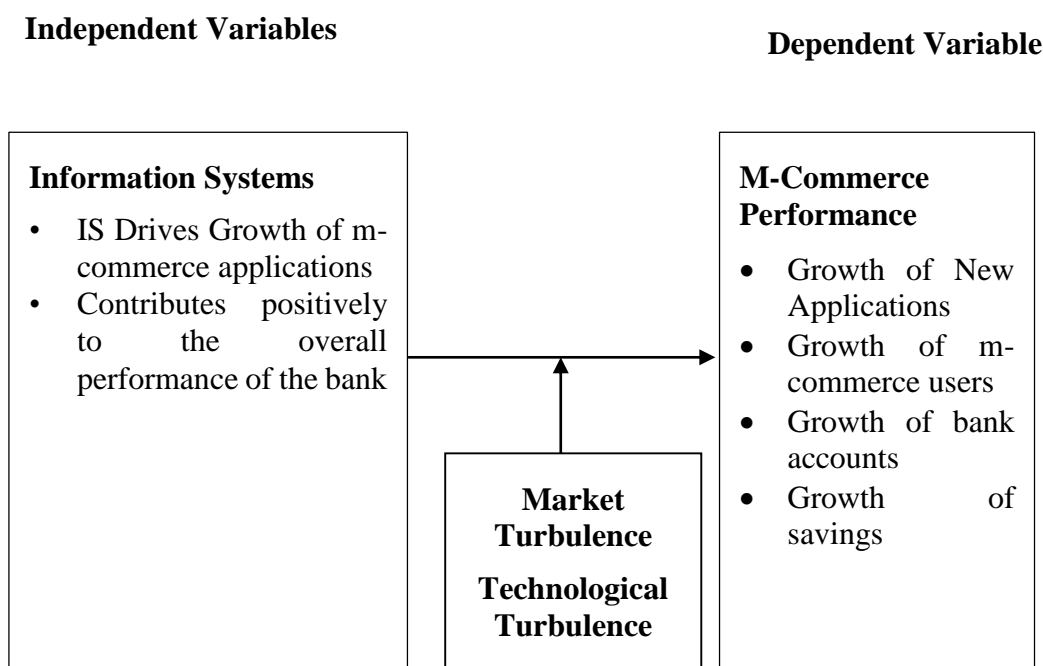 Independent Variables
Dependent Variable
Information Systems
• IS Drives Growth of m-
commerce applications
• Contributes positively
to the overall
performance of the bank
Market
Turbulence
Technological
Turbulence
M-Commerce
Performance
• Growth of New
Applications
• Growth of m-
commerce users
• Growth of bank
accounts
• Growth of
savings